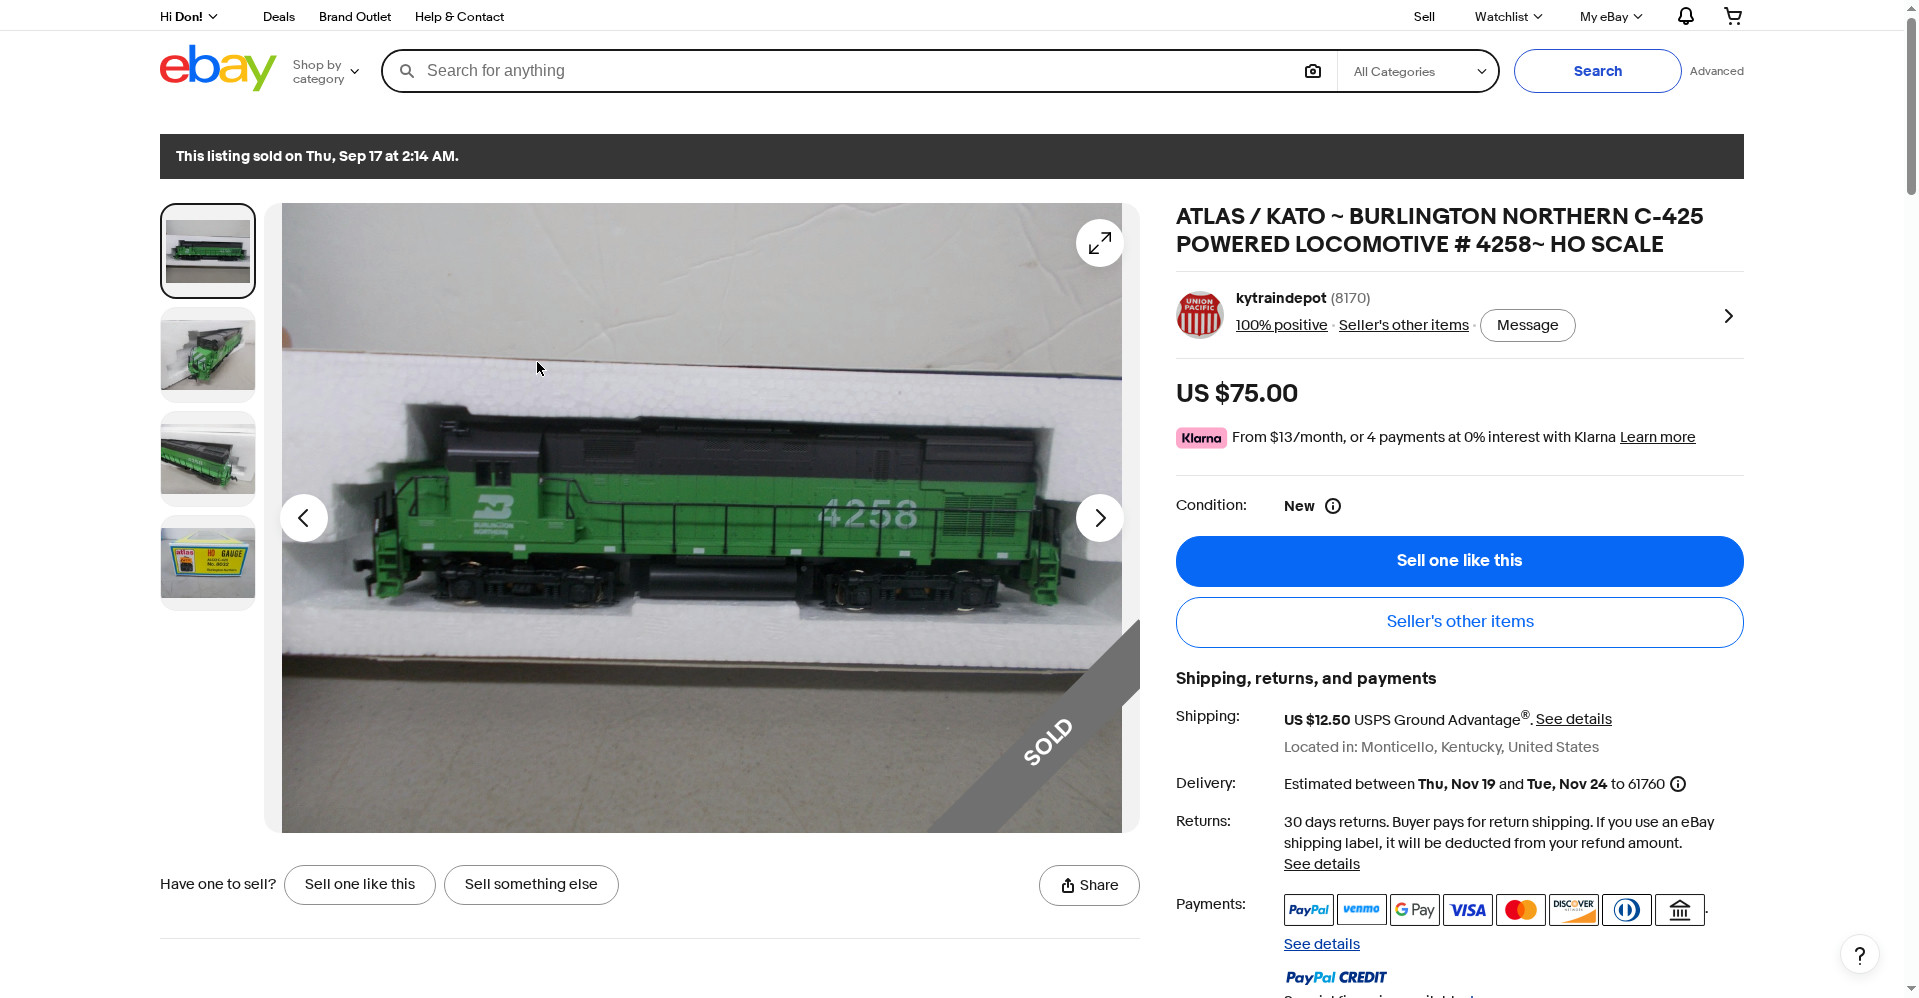 Hi Don!
Deals
Brand Outlet
Help & Contact
Sell
Watchlist
My eBay
ebay
Shop by
category
Search for anything
All Categories
Search
Advanced
This listing sold on Thu, Sep 17 at 2:14 AM.
BURLINGTON
NORTHERN
4258
SOLD
atlas
HO GAUGE
ATLAS / KATO ~ BURLINGTON NORTHERN C-425
POWERED LOCOMOTIVE # 4258~ HO SCALE
UNION
PACIFIC
kytraindepot (8170)
100% positive · Seller's other items · Message
US $75.00
Klarna From $13/month, or 4 payments at 0% interest with Klarna Learn more
Condition: New
Sell one like this
Seller's other items
Shipping, returns, and payments
Shipping: US $12.50 USPS Ground Advantage®. See details
Located in: Monticello, Kentucky, United States
Delivery: Estimated between Thu, Nov 19 and Tue, Nov 24 to 61760
Returns: 30 days returns. Buyer pays for return shipping. If you use an eBay
shipping label, it will be deducted from your refund amount.
See details
Payments: PayPal venmo G Pay VISA DISCOVER .
See details
PayPal CREDIT
Have one to sell? Sell one like this Sell something else
Share
?